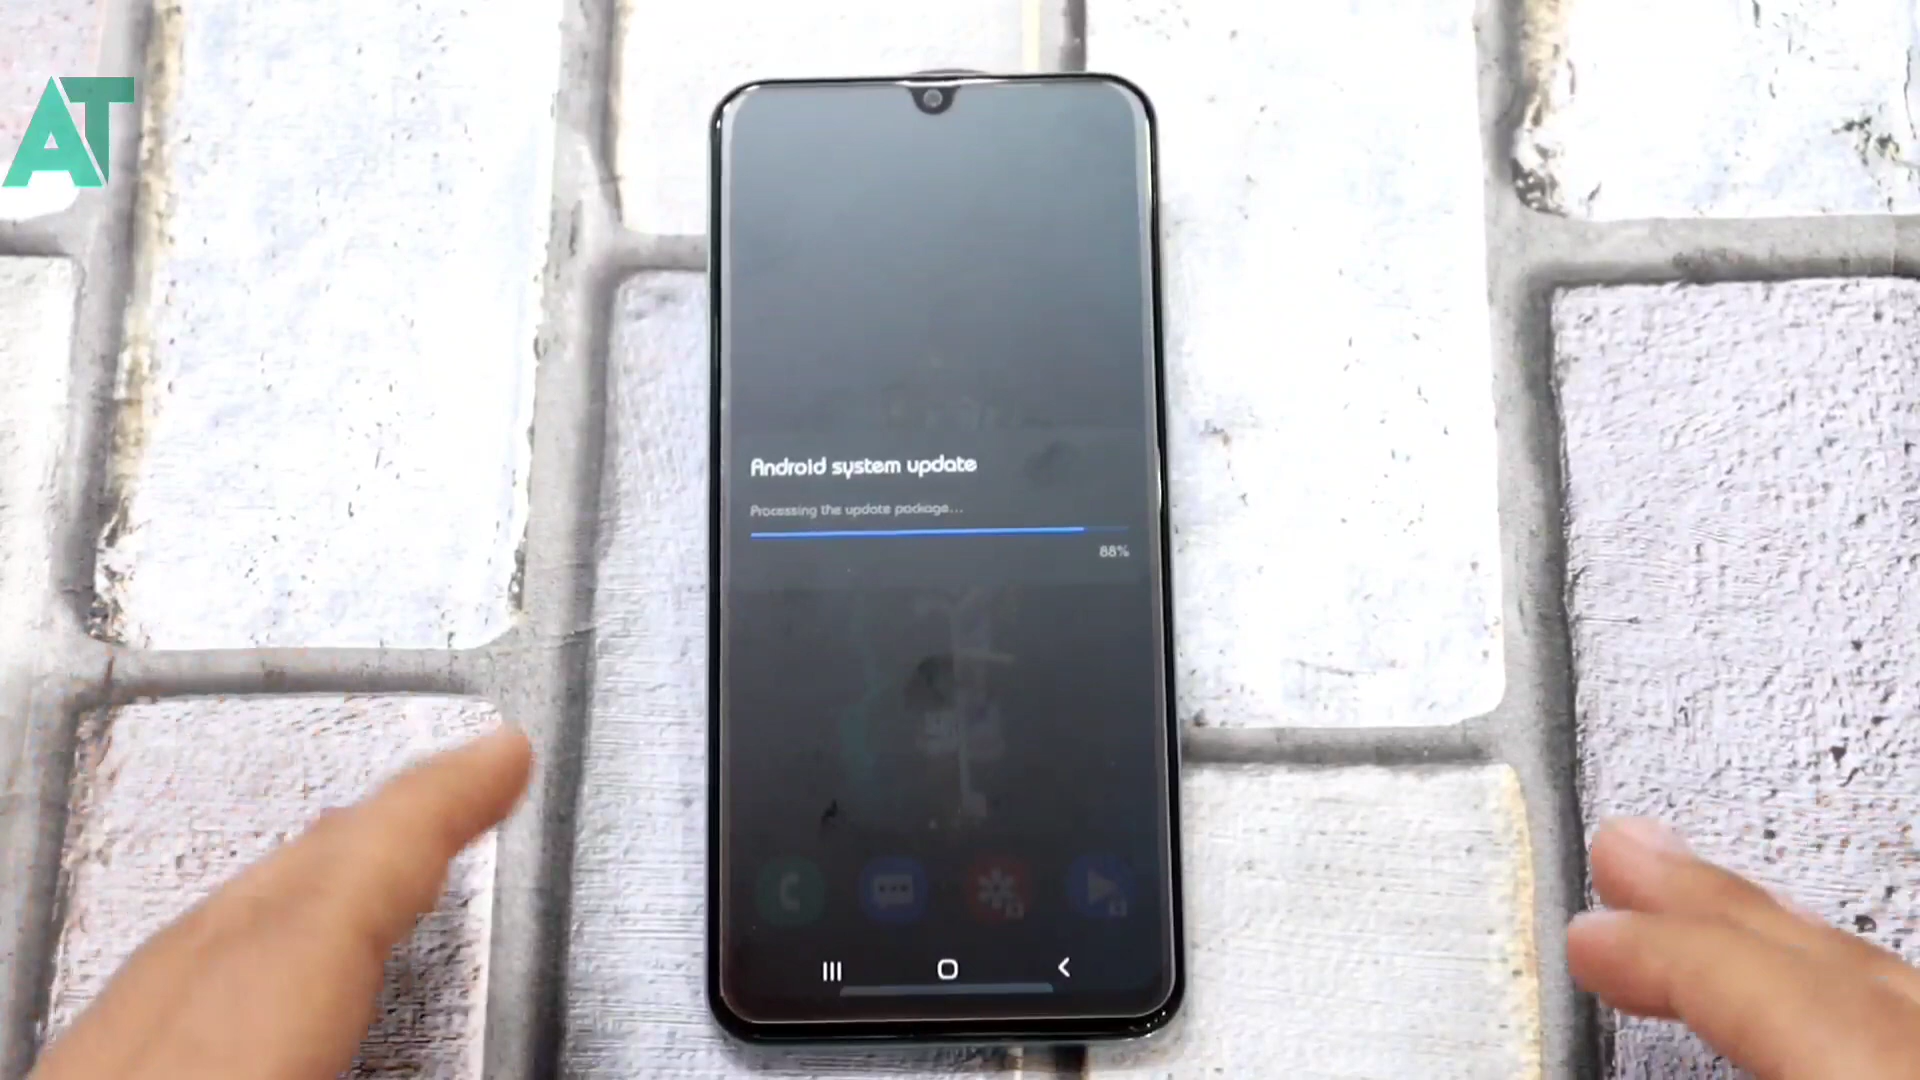 AT
Android system update
Processing the update package...
88%